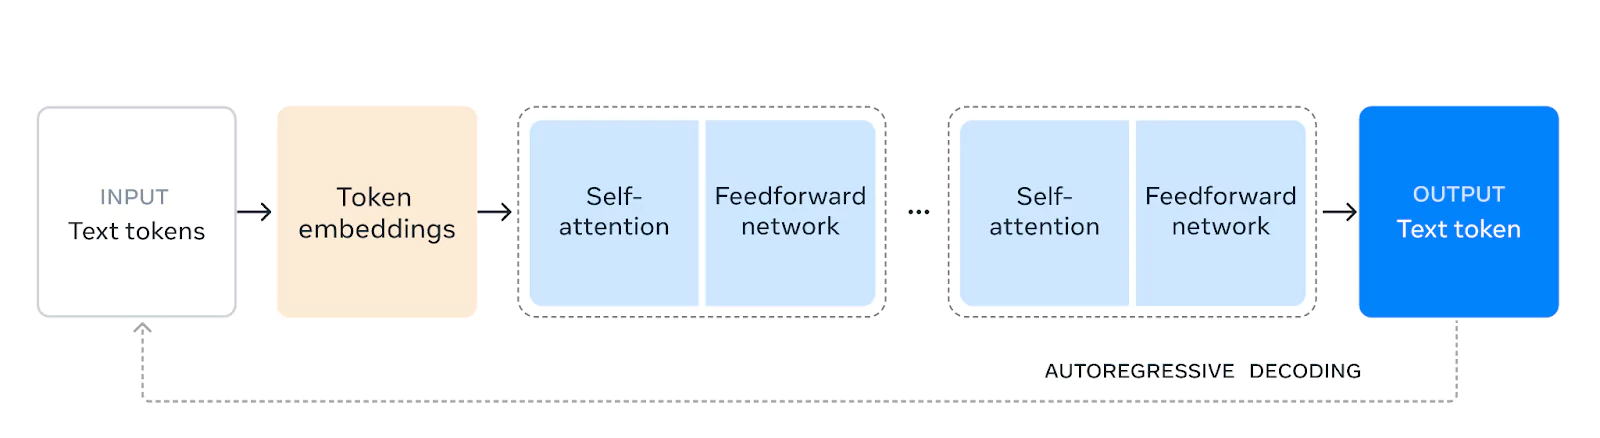 INPUT
Text tokens
Token
embeddings
Self-
attention
Feedforward
network
...
Self-
attention
Feedforward
network
OUTPUT
Text token
AUTOREGRESSIVE DECODING